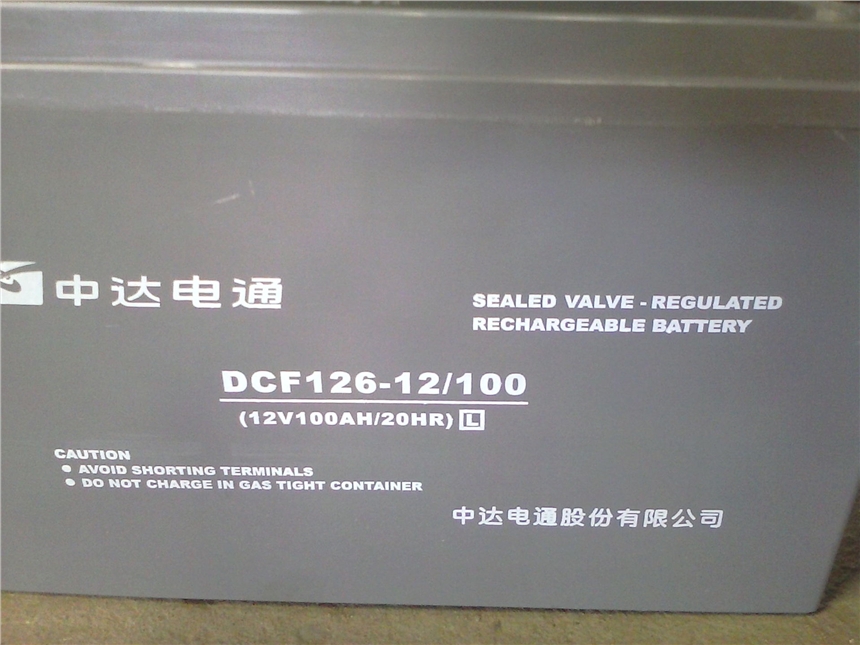 中达电通
SEALED VALVE - REGULATED
RECHARGEABLE BATTERY
DCF126-12/100
(12V100AH/20HR) L
CAUTION
● AVOID SHORTING TERMINALS
● DO NOT CHARGE IN GAS TIGHT CONTAINER
中达电通股份有限公司